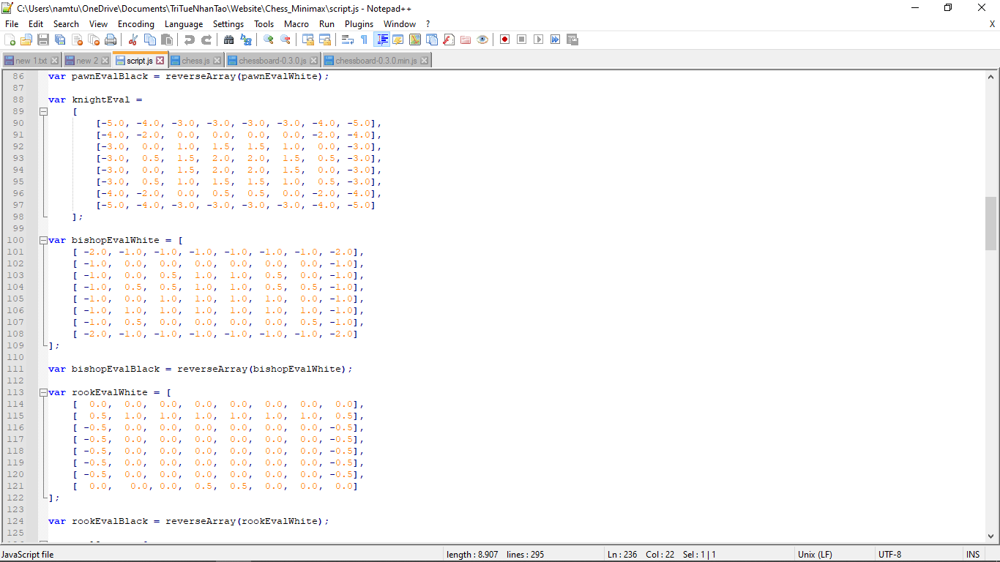 C:\Users\namtu\OneDrive\Documents\TriTueNhanTao\Website\Chess_Minimax\script.js - Notepad++
File Edit Search View Encoding Language Settings Tools Macro Run Plugins Window ? X
new 1.txt new 2 script.js chess.js chessboard-0.3.0.js chessboard-0.3.0.min.js
86 var pawnEvalBlack = reverseArray(pawnEvalWhite);
87
88 var knightEval =
89 [
90 [-5.0, -4.0, -3.0, -3.0, -3.0, -3.0, -4.0, -5.0],
91 [-4.0, -2.0, 0.0, 0.0, 0.0, 0.0, -2.0, -4.0],
92 [-3.0, 0.0, 1.0, 1.5, 1.5, 1.0, 0.0, -3.0],
93 [-3.0, 0.5, 1.5, 2.0, 2.0, 1.5, 0.5, -3.0],
94 [-3.0, 0.0, 1.5, 2.0, 2.0, 1.5, 0.0, -3.0],
95 [-3.0, 0.5, 1.0, 1.5, 1.5, 1.0, 0.5, -3.0],
96 [-4.0, -2.0, 0.0, 0.5, 0.5, 0.0, -2.0, -4.0],
97 [-5.0, -4.0, -3.0, -3.0, -3.0, -3.0, -4.0, -5.0]
98 ];
99
100 var bishopEvalWhite = [
101 [ -2.0, -1.0, -1.0, -1.0, -1.0, -1.0, -1.0, -2.0],
102 [ -1.0, 0.0, 0.0, 0.0, 0.0, 0.0, 0.0, -1.0],
103 [ -1.0, 0.0, 0.5, 1.0, 1.0, 0.5, 0.0, -1.0],
104 [ -1.0, 0.5, 0.5, 1.0, 1.0, 0.5, 0.5, -1.0],
105 [ -1.0, 0.0, 1.0, 1.0, 1.0, 1.0, 0.0, -1.0],
106 [ -1.0, 1.0, 1.0, 1.0, 1.0, 1.0, 1.0, -1.0],
107 [ -1.0, 0.5, 0.0, 0.0, 0.0, 0.0, 0.5, -1.0],
108 [ -2.0, -1.0, -1.0, -1.0, -1.0, -1.0, -1.0, -2.0]
109 ];
110
111 var bishopEvalBlack = reverseArray(bishopEvalWhite);
112
113 var rookEvalWhite = [
114 [ 0.0, 0.0, 0.0, 0.0, 0.0, 0.0, 0.0, 0.0],
115 [ 0.5, 1.0, 1.0, 1.0, 1.0, 1.0, 1.0, 0.5],
116 [ -0.5, 0.0, 0.0, 0.0, 0.0, 0.0, 0.0, -0.5],
117 [ -0.5, 0.0, 0.0, 0.0, 0.0, 0.0, 0.0, -0.5],
118 [ -0.5, 0.0, 0.0, 0.0, 0.0, 0.0, 0.0, -0.5],
119 [ -0.5, 0.0, 0.0, 0.0, 0.0, 0.0, 0.0, -0.5],
120 [ -0.5, 0.0, 0.0, 0.0, 0.0, 0.0, 0.0, -0.5],
121 [ 0.0, 0.0, 0.0, 0.5, 0.5, 0.0, 0.0, 0.0]
122 ];
123
124 var rookEvalBlack = reverseArray(rookEvalWhite);
125
JavaScript file length : 8.907 lines : 295 Ln : 236 Col : 22 Sel : 1 | 1 Unix (LF) UTF-8 INS